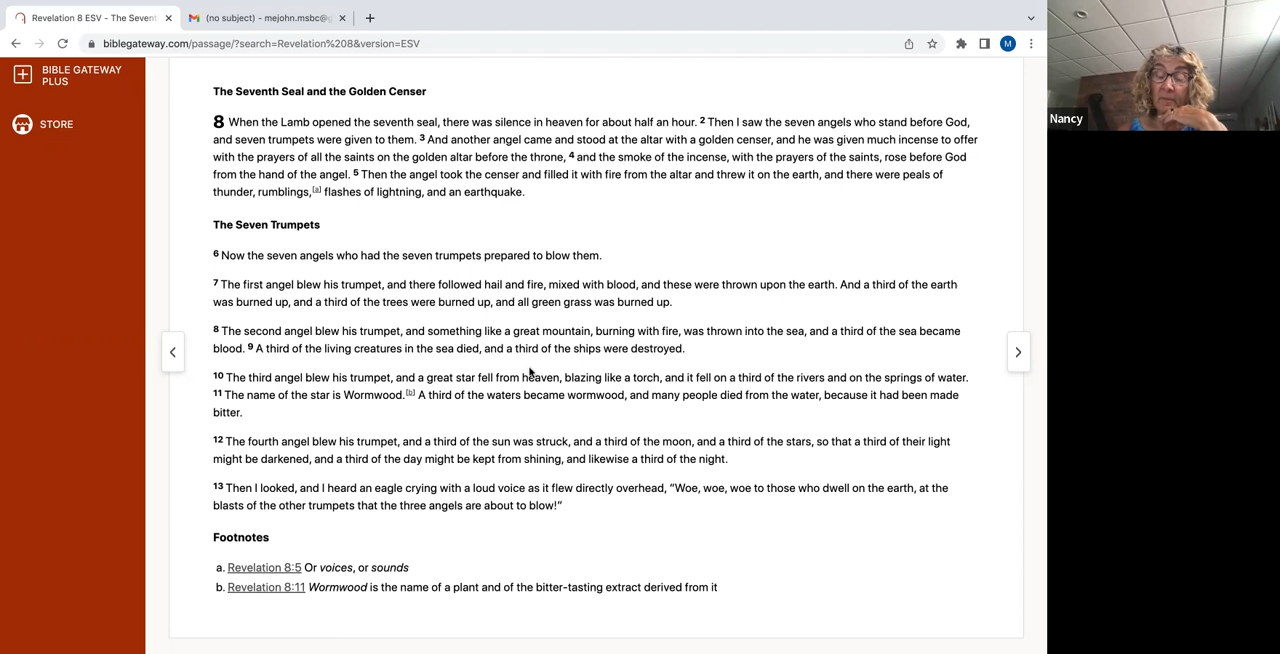 Revelation 8 ESV - The Sevent
(no subject) - mejohn.msbc@g
biblegateway.com/passage/?search=Revelation%208&version=ESV
M
BIBLE GATEWAY
PLUS
STORE
The Seventh Seal and the Golden Censer
8 When the Lamb opened the seventh seal, there was silence in heaven for about half an hour. 2 Then I saw the seven angels who stand before God,
and seven trumpets were given to them. 3 And another angel came and stood at the altar with a golden censer, and he was given much incense to offer
with the prayers of all the saints on the golden altar before the throne, 4 and the smoke of the incense, with the prayers of the saints, rose before God
from the hand of the angel. 5 Then the angel took the censer and filled it with fire from the altar and threw it on the earth, and there were peals of
thunder, rumblings,[a] flashes of lightning, and an earthquake.
The Seven Trumpets
6 Now the seven angels who had the seven trumpets prepared to blow them.
7 The first angel blew his trumpet, and there followed hail and fire, mixed with blood, and these were thrown upon the earth. And a third of the earth
was burned up, and a third of the trees were burned up, and all green grass was burned up.
8 The second angel blew his trumpet, and something like a great mountain, burning with fire, was thrown into the sea, and a third of the sea became
blood. 9 A third of the living creatures in the sea died, and a third of the ships were destroyed.
10 The third angel blew his trumpet, and a great star fell from heaven, blazing like a torch, and it fell on a third of the rivers and on the springs of water.
11 The name of the star is Wormwood.[b] A third of the waters became wormwood, and many people died from the water, because it had been made
bitter.
12 The fourth angel blew his trumpet, and a third of the sun was struck, and a third of the moon, and a third of the stars, so that a third of their light
might be darkened, and a third of the day might be kept from shining, and likewise a third of the night.
13 Then I looked, and I heard an eagle crying with a loud voice as it flew directly overhead, “Woe, woe, woe to those who dwell on the earth, at the
blasts of the other trumpets that the three angels are about to blow!”
Footnotes
a. Revelation 8:5 Or voices, or sounds
b. Revelation 8:11 Wormwood is the name of a plant and of the bitter-tasting extract derived from it
Nancy